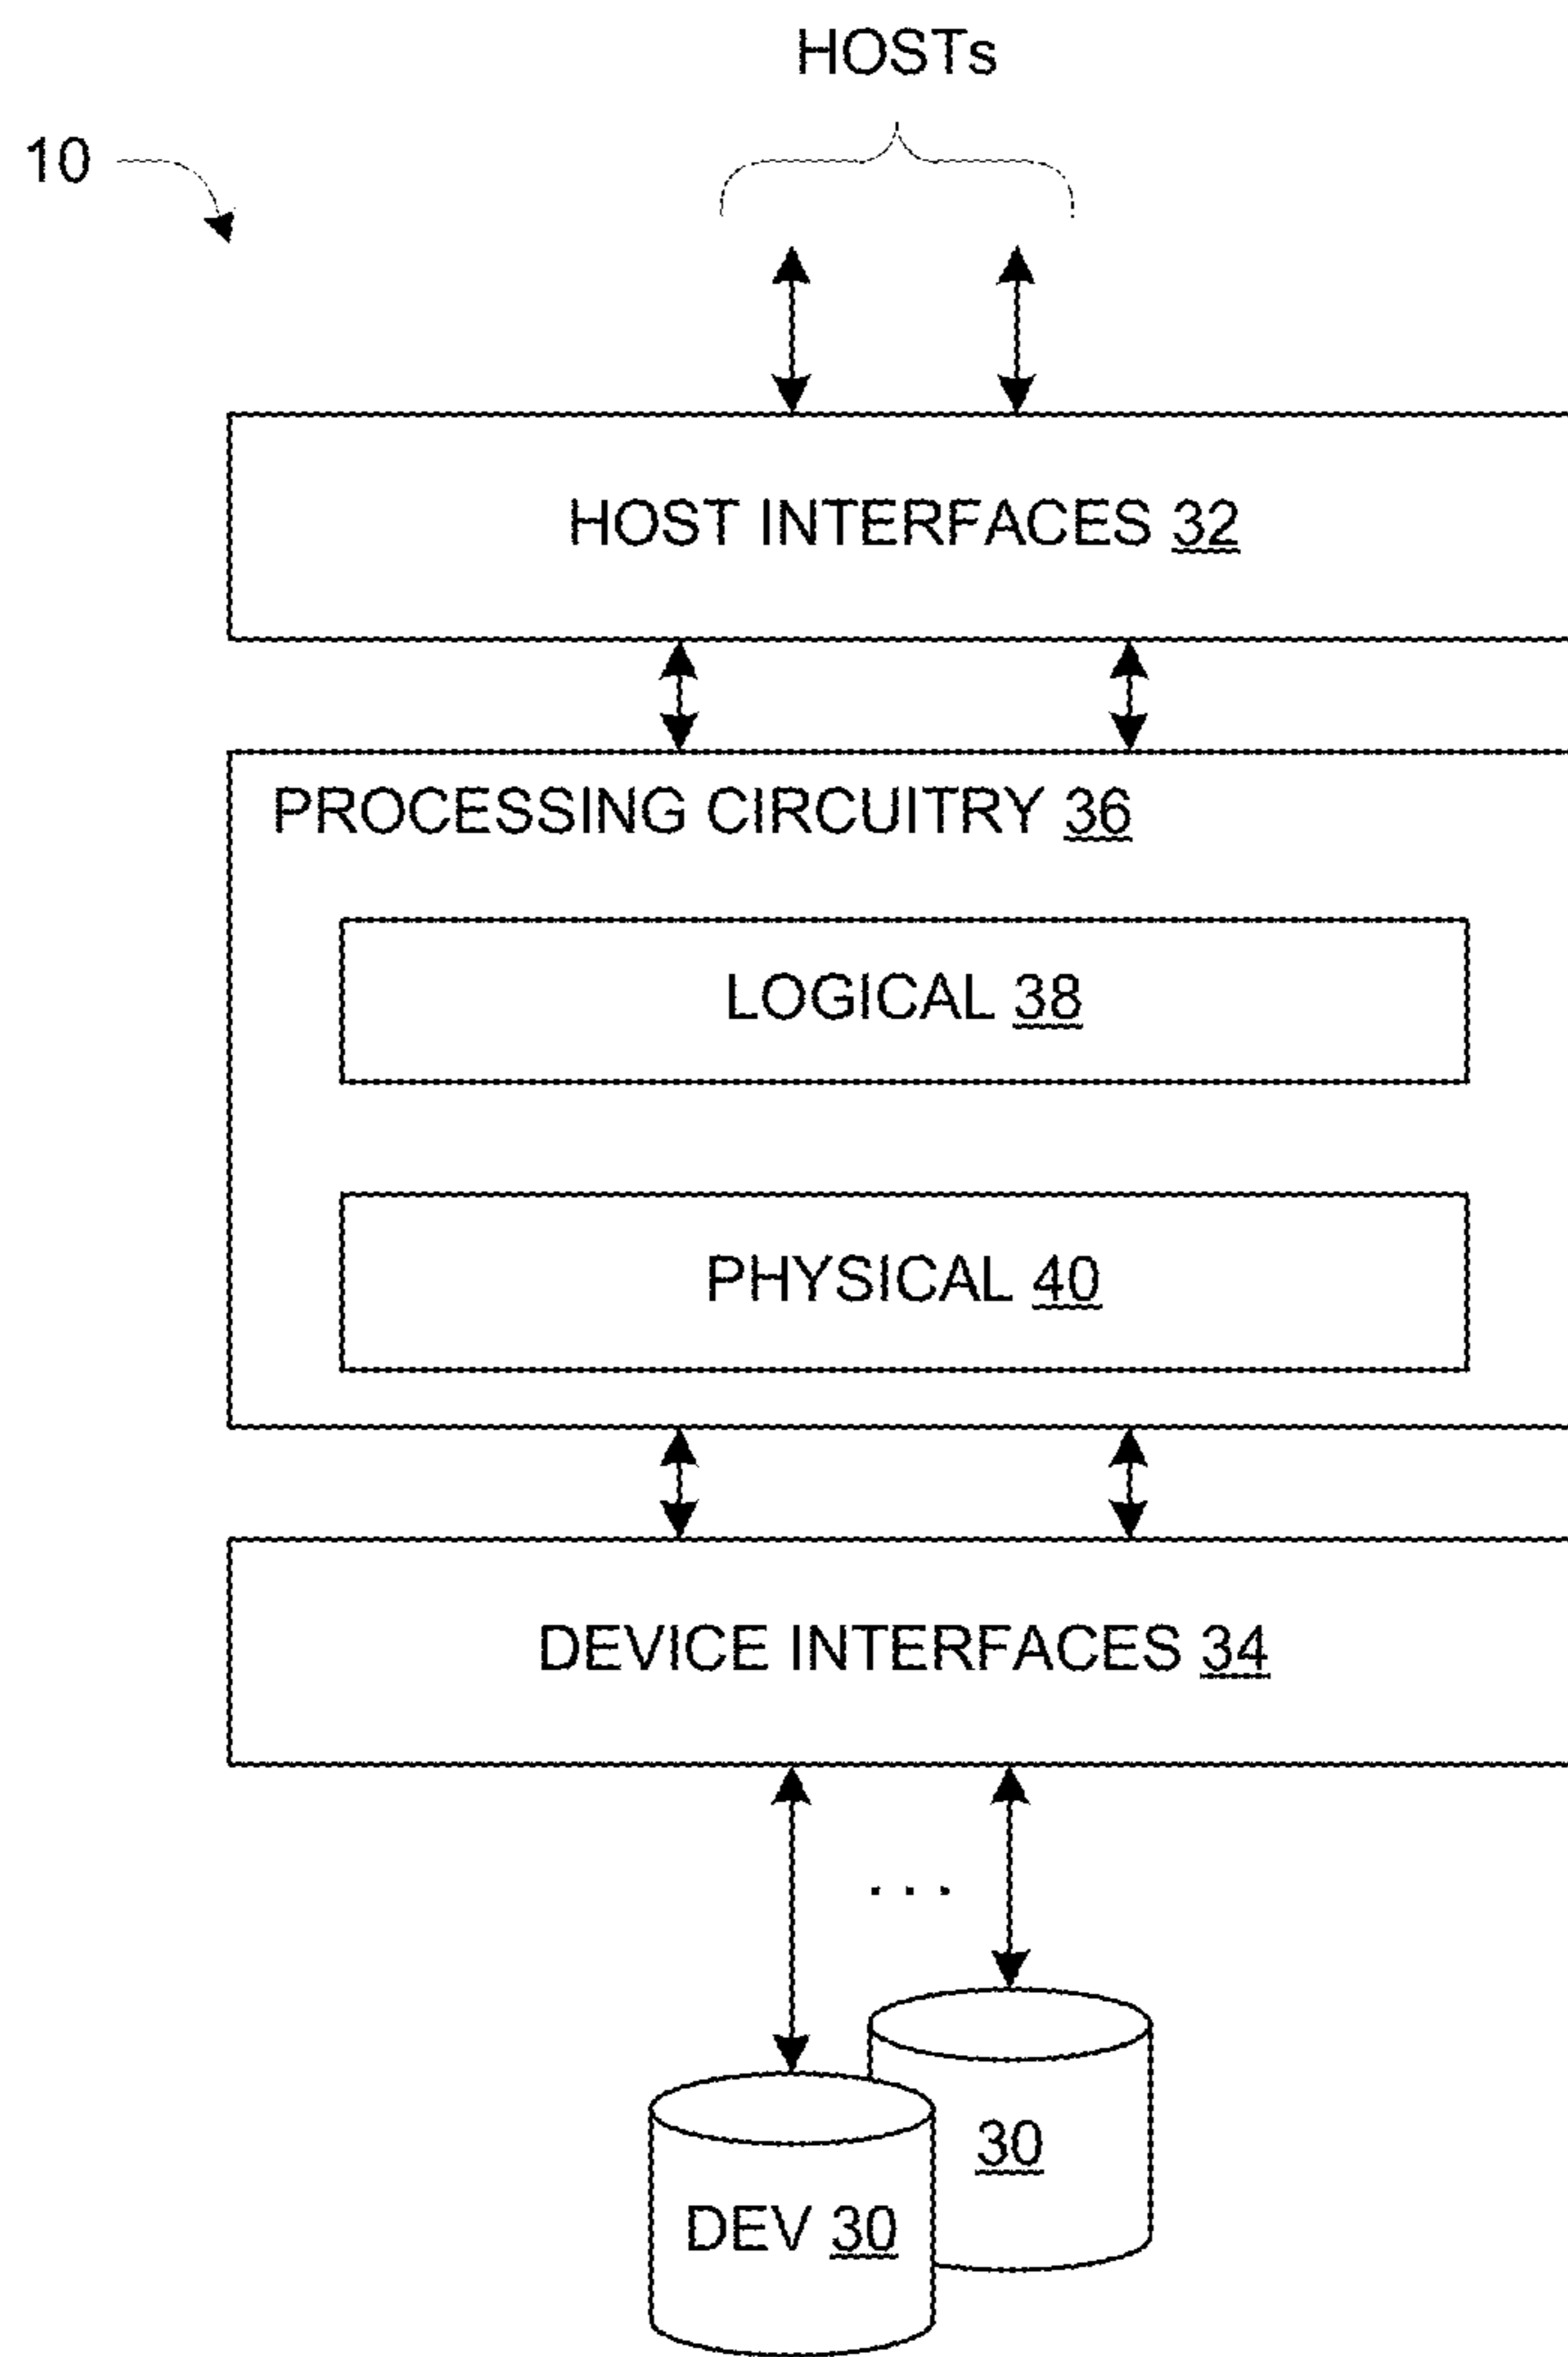 HOSTs
10
HOST INTERFACES 32
PROCESSING CIRCUITRY 36
LOGICAL 38
PHYSICAL 40
DEVICE INTERFACES 34
. . .
30
DEV 30